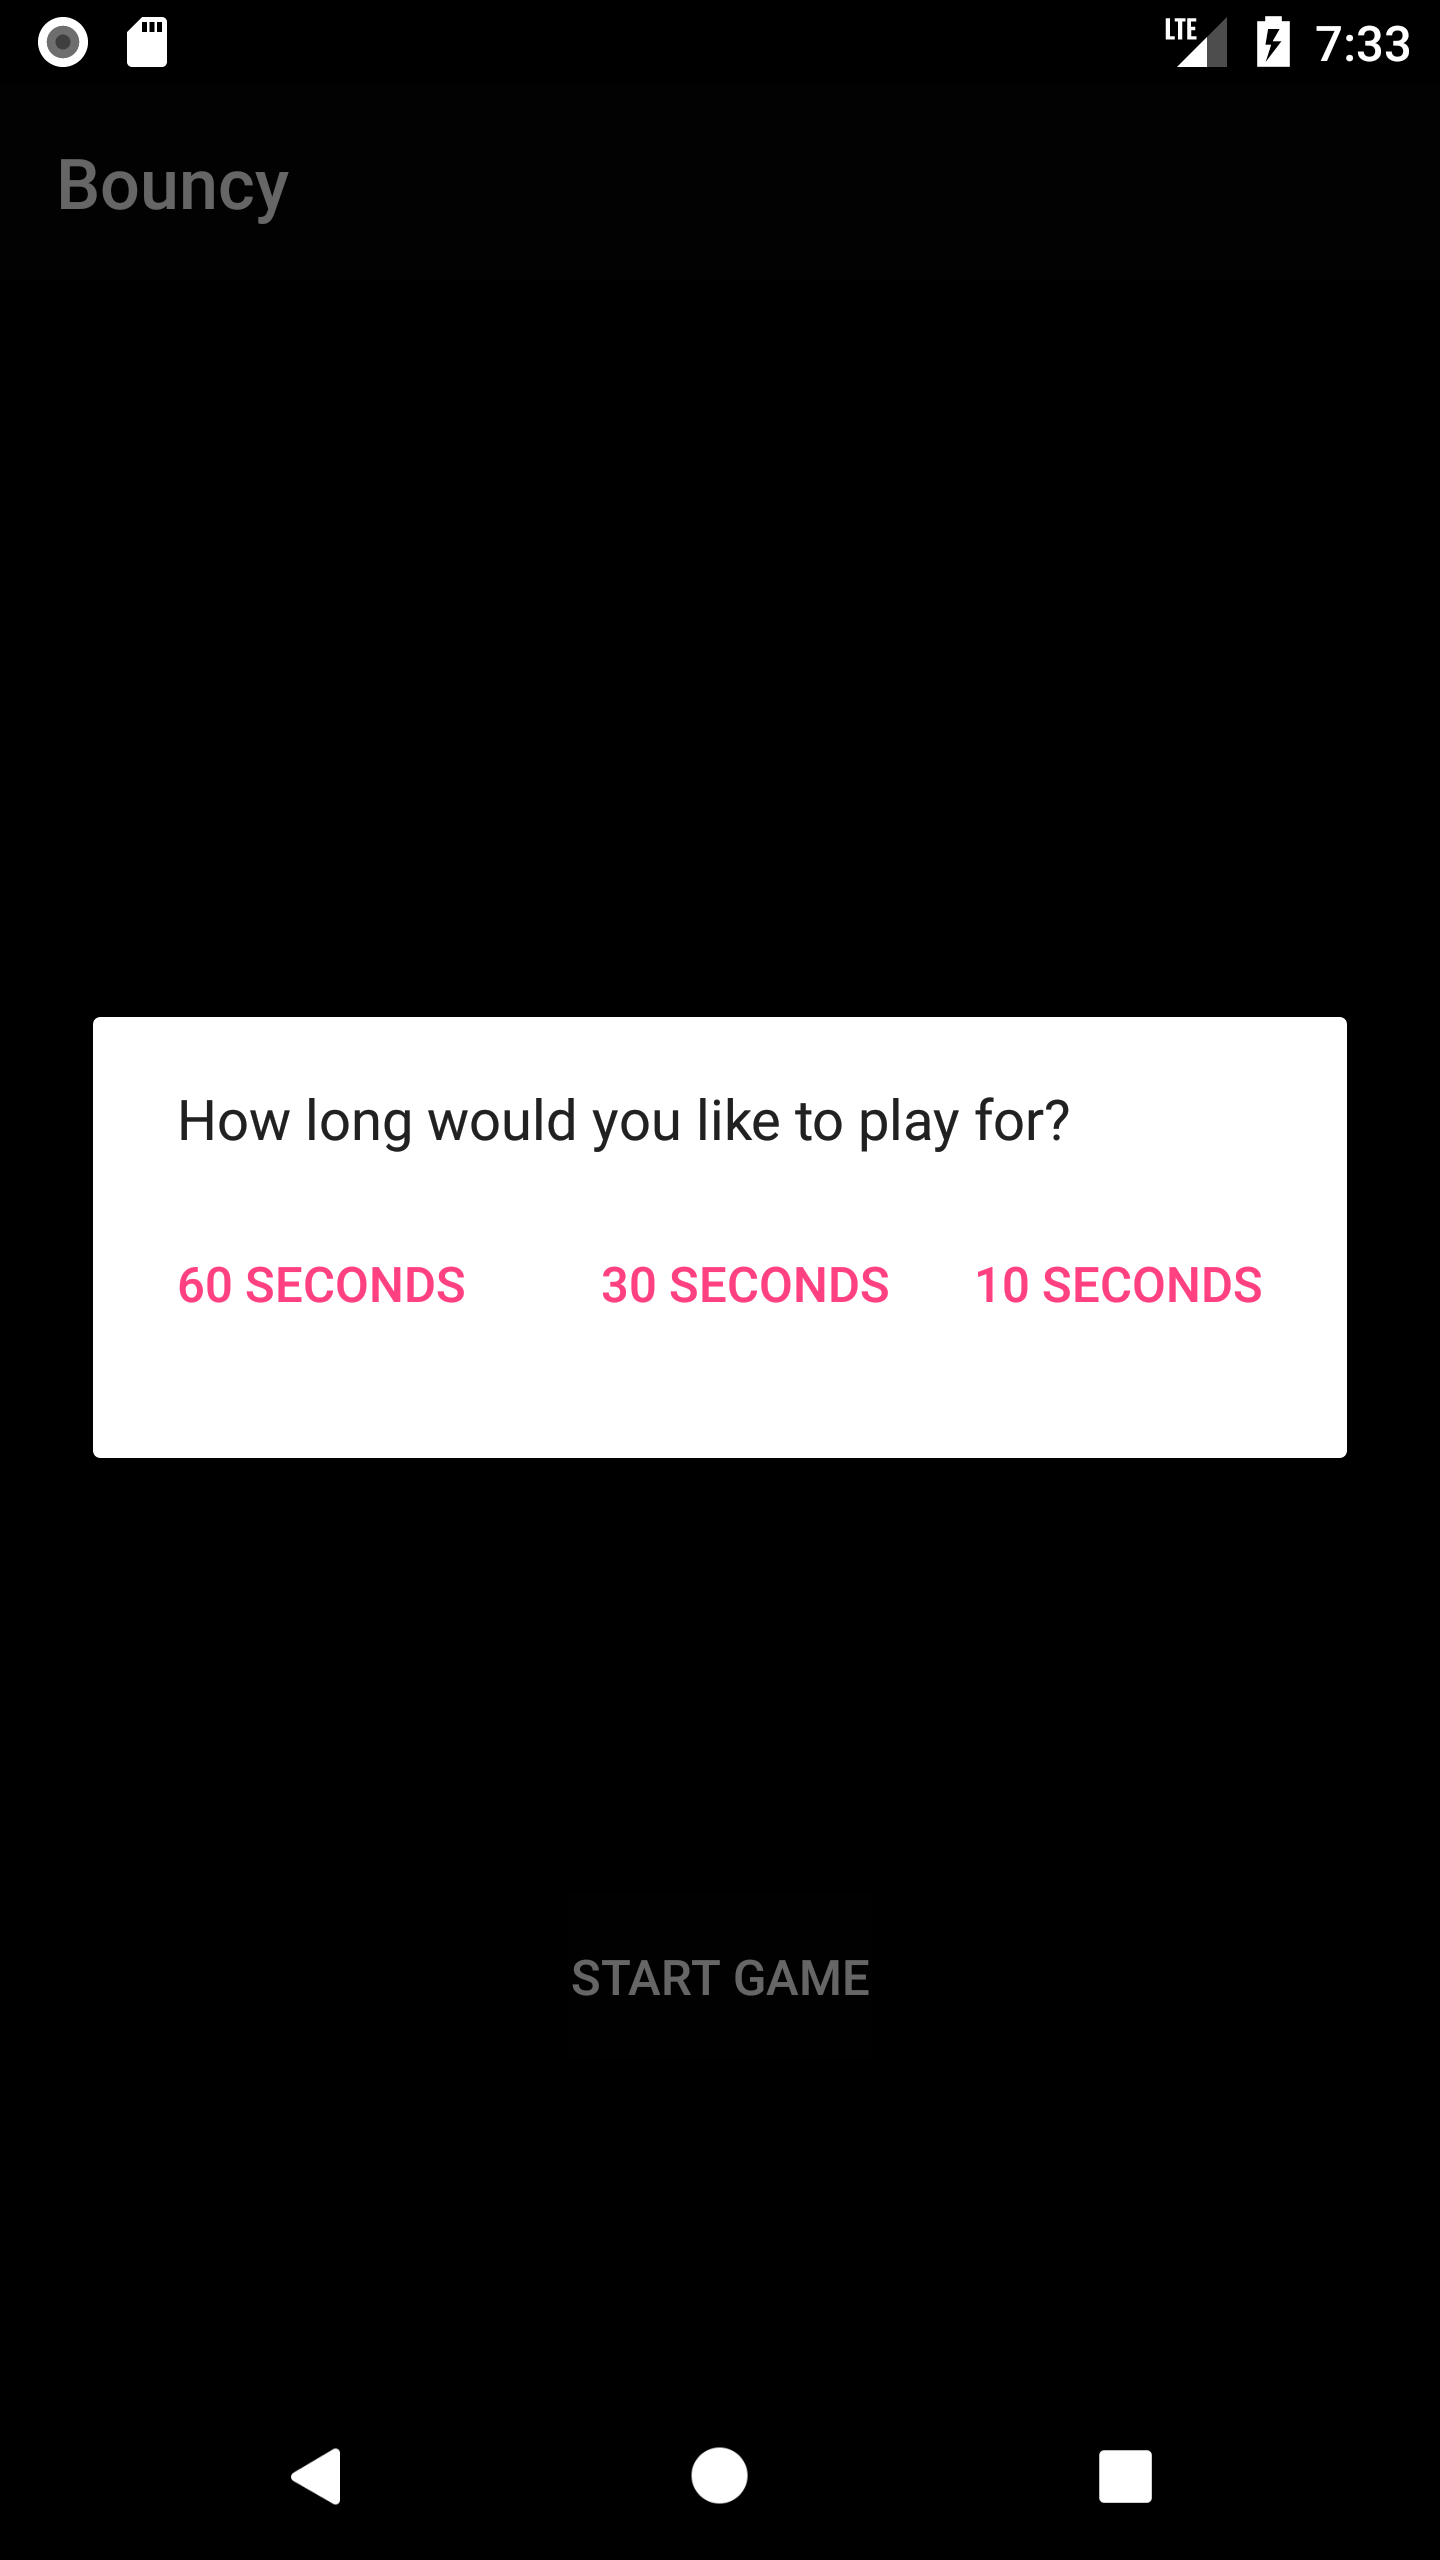 LTE 7:33
Bouncy
How long would you like to play for?
60 SECONDS 30 SECONDS 10 SECONDS
START GAME